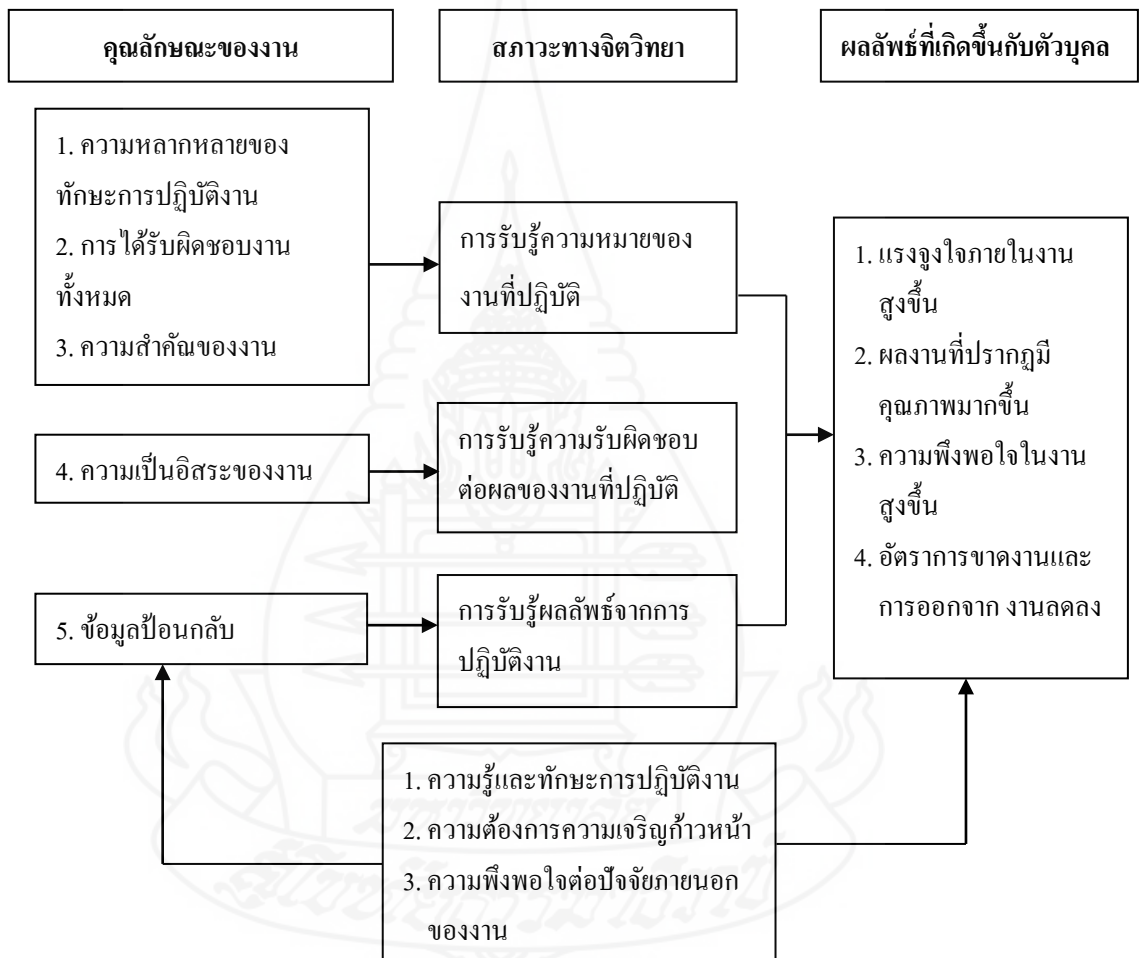 คุณลักษณะของงาน
สภาวะทางจิตวิทยา
ผลลัพธ์ที่เกิดขึ้นกับตัวบุคคล
1. ความหลากหลายของ
ทักษะการปฏิบัติงาน
2. การได้รับผิดชอบงาน
ทั้งหมด
3. ความสำคัญของงาน
4. ความเป็นอิสระของงาน
5. ข้อมูลป้อนกลับ
การรับรู้ความหมายของ
งานที่ปฏิบัติ
การรับรู้ความรับผิดชอบ
ต่อผลของงานที่ปฏิบัติ
การรับรู้ผลลัพธ์จากการ
ปฏิบัติงาน
1. แรงจูงใจภายในงาน
สูงขึ้น
2. ผลงานที่ปรากฏมี
คุณภาพมากขึ้น
3. ความพึงพอใจในงาน
สูงขึ้น
4. อัตราการขาดงานและ
การออกจาก งานลดลง
1. ความรู้และทักษะการปฏิบัติงาน
2. ความต้องการความเจริญก้าวหน้า
3. ความพึงพอใจต่อปัจจัยภายนอก
ของงาน